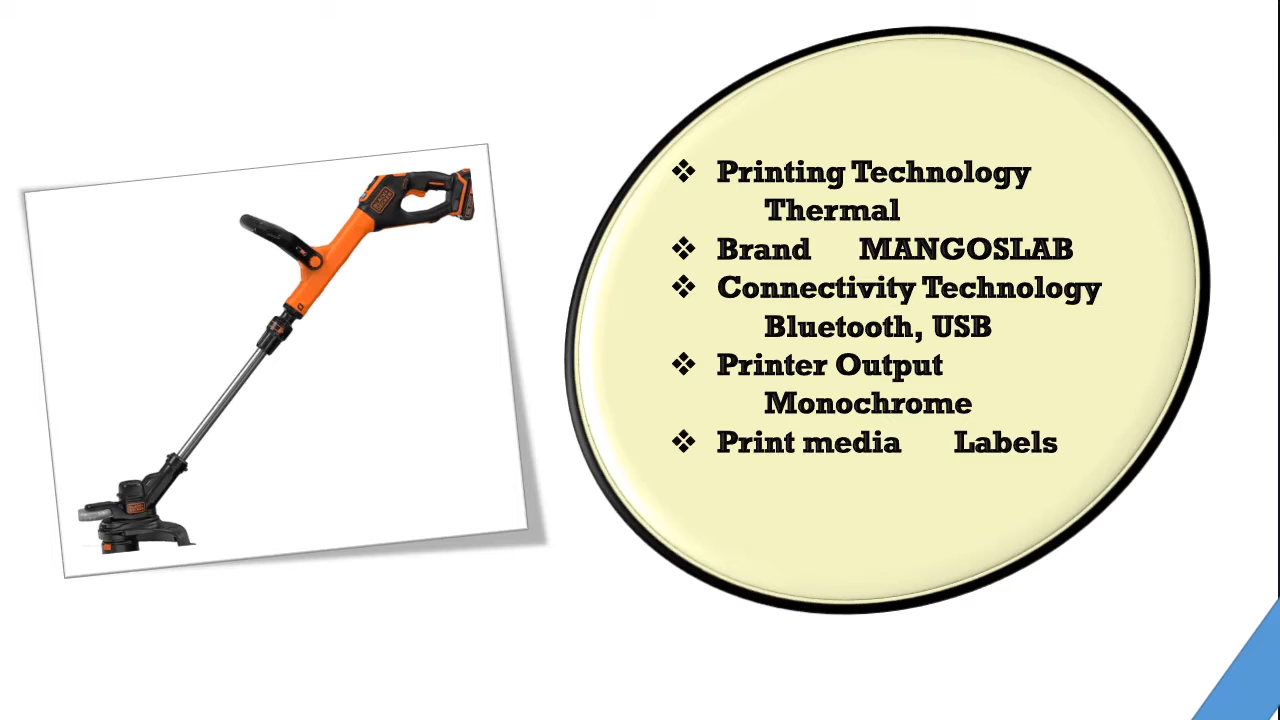 ❖ Printing Technology
Thermal
❖ Brand MANGOSLAB
❖ Connectivity Technology
Bluetooth, USB
❖ Printer Output
Monochrome
❖ Print media Labels